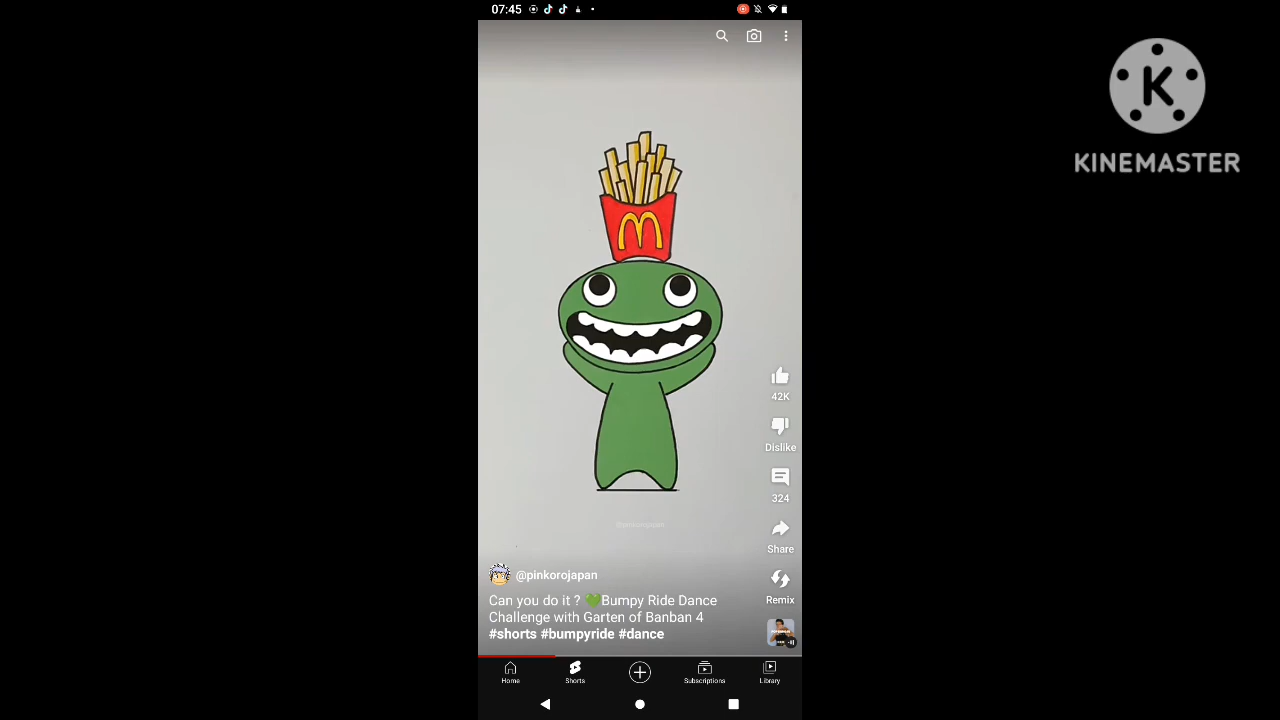 07:45
KINEMASTER
42K
Dislike
324
Share
@pinkorojapan
@pinkorojapan
Can you do it ? 💚Bumpy Ride Dance
Challenge with Garten of Banban 4
#shorts #bumpyride #dance
Remix
Home
Shorts
Subscriptions
Library